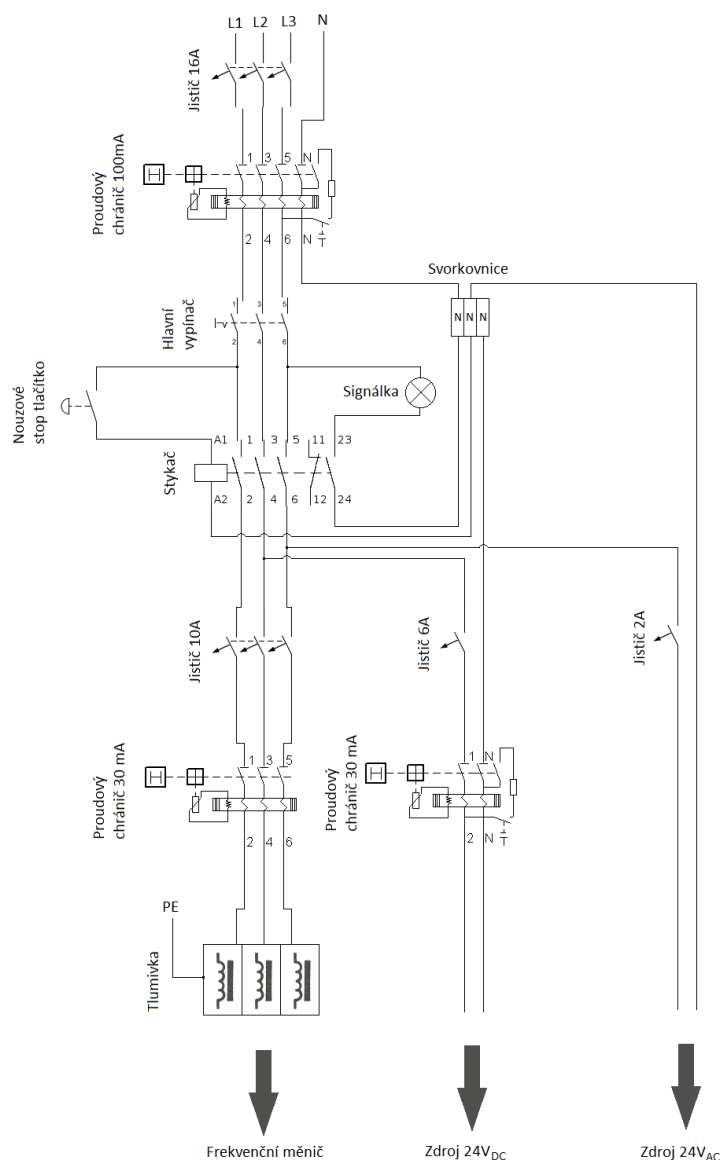 L1 L2 L3 N
Jistič 16A
1 3 5 N
Proudový
chránič 100mA
2 4 6 N
Svorkovnice
N N N
1 3 5
Hlavní
vypínač
2 4 6
Signálka
Nouzové
stop tlačítko
A1 1 3 5 11 23
Stykač
A2 2 4 6 12 24
Jistič 10A
Jistič 6A
Jistič 2A
1 3 5
Proudový
chránič 30 mA
2 4 6
1 N
Proudový
chránič 30 mA
2 N
PE
Tlumivka
Frekvenční měnič
Zdroj 24VDC
Zdroj 24VAC